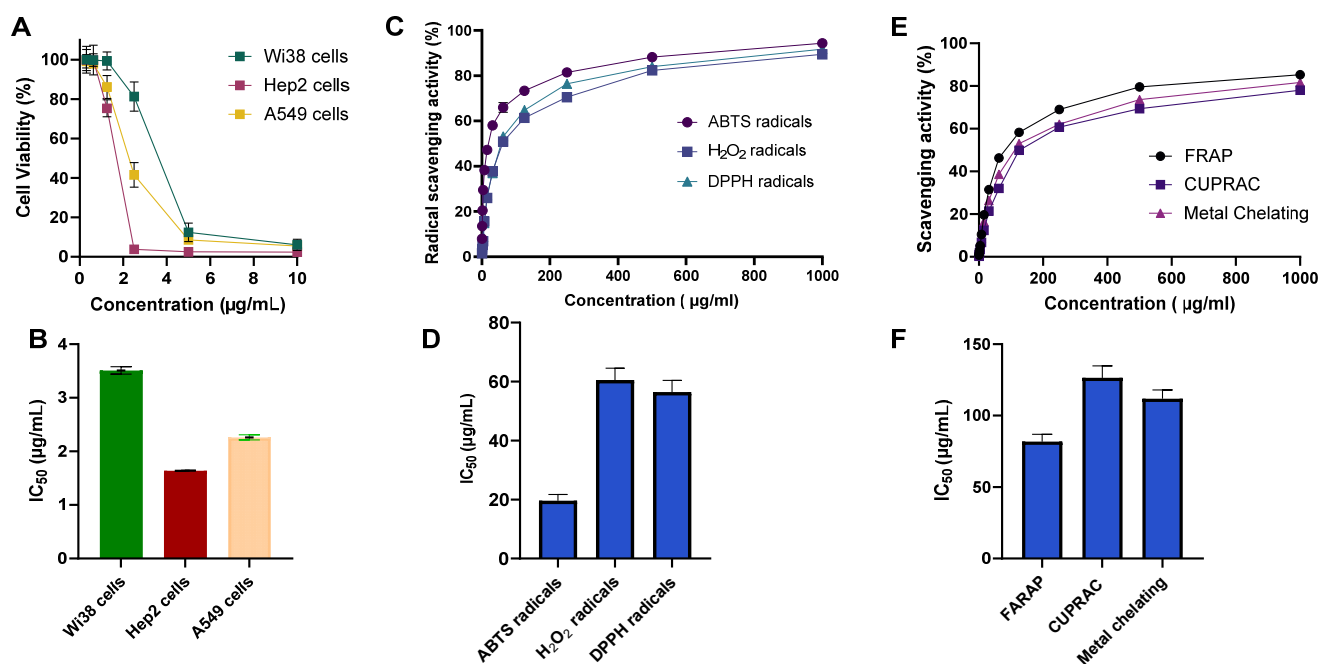 A
Cell Viability (%)
100
80
60
40
20
0
0 2 4 6 8 10
Concentration (µg/mL)
Wi38 cells
Hep2 cells
A549 cells
C
Radical scavenging activity (%)
100
80
60
40
20
0
0 200 400 600 800 1000
Concentration ( µg/ml)
ABTS radicals
H₂O₂ radicals
DPPH radicals
E
Scavenging activity (%)
100
80
60
40
20
0
0 200 400 600 800 1000
Concentration ( µg/ml)
FRAP
CUPRAC
Metal Chelating
B
IC₅₀ (µg/mL)
4
3
2
1
0
Wi38 cells
Hep2 cells
A549 cells
D
IC₅₀ (µg/mL)
80
60
40
20
0
ABTS radicals
H₂O₂ radicals
DPPH radicals
F
IC₅₀ (µg/mL)
150
100
50
0
FARAP
CUPRAC
Metal chelating